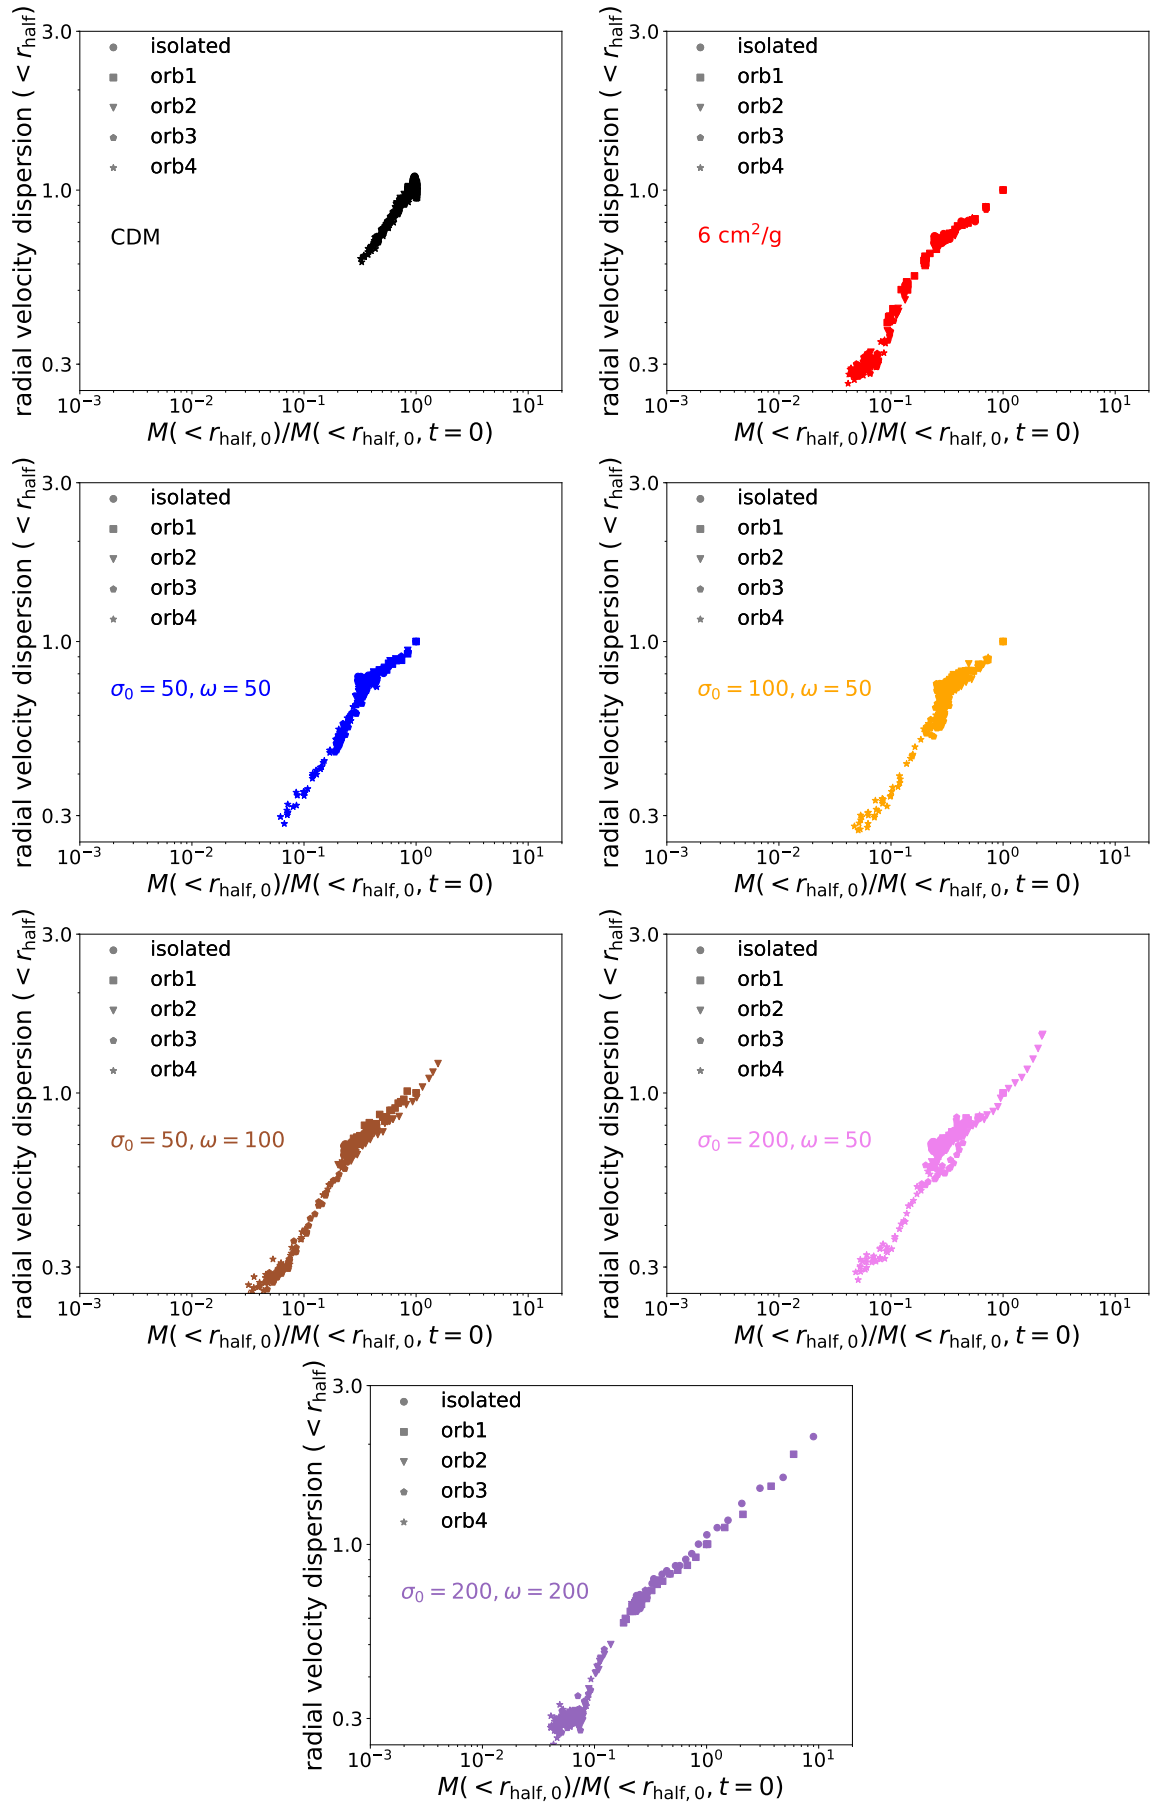 radial velocity dispersion (< r_half)
3.0
1.0
0.3
isolated
orb1
orb2
orb3
orb4
CDM
10^−3 10^−2 10^−1 10^0 10^1
M(< r_half, 0)/M(< r_half, 0, t = 0)
radial velocity dispersion (< r_half)
3.0
1.0
0.3
isolated
orb1
orb2
orb3
orb4
6 cm²/g
10^−3 10^−2 10^−1 10^0 10^1
M(< r_half, 0)/M(< r_half, 0, t = 0)
radial velocity dispersion (< r_half)
3.0
1.0
0.3
isolated
orb1
orb2
orb3
orb4
σ₀ = 50, ω = 50
10^−3 10^−2 10^−1 10^0 10^1
M(< r_half, 0)/M(< r_half, 0, t = 0)
radial velocity dispersion (< r_half)
3.0
1.0
0.3
isolated
orb1
orb2
orb3
orb4
σ₀ = 100, ω = 50
10^−3 10^−2 10^−1 10^0 10^1
M(< r_half, 0)/M(< r_half, 0, t = 0)
radial velocity dispersion (< r_half)
3.0
1.0
0.3
isolated
orb1
orb2
orb3
orb4
σ₀ = 50, ω = 100
10^−3 10^−2 10^−1 10^0 10^1
M(< r_half, 0)/M(< r_half, 0, t = 0)
radial velocity dispersion (< r_half)
3.0
1.0
0.3
isolated
orb1
orb2
orb3
orb4
σ₀ = 200, ω = 50
10^−3 10^−2 10^−1 10^0 10^1
M(< r_half, 0)/M(< r_half, 0, t = 0)
radial velocity dispersion (< r_half)
3.0
1.0
0.3
isolated
orb1
orb2
orb3
orb4
σ₀ = 200, ω = 200
10^−3 10^−2 10^−1 10^0 10^1
M(< r_half, 0)/M(< r_half, 0, t = 0)